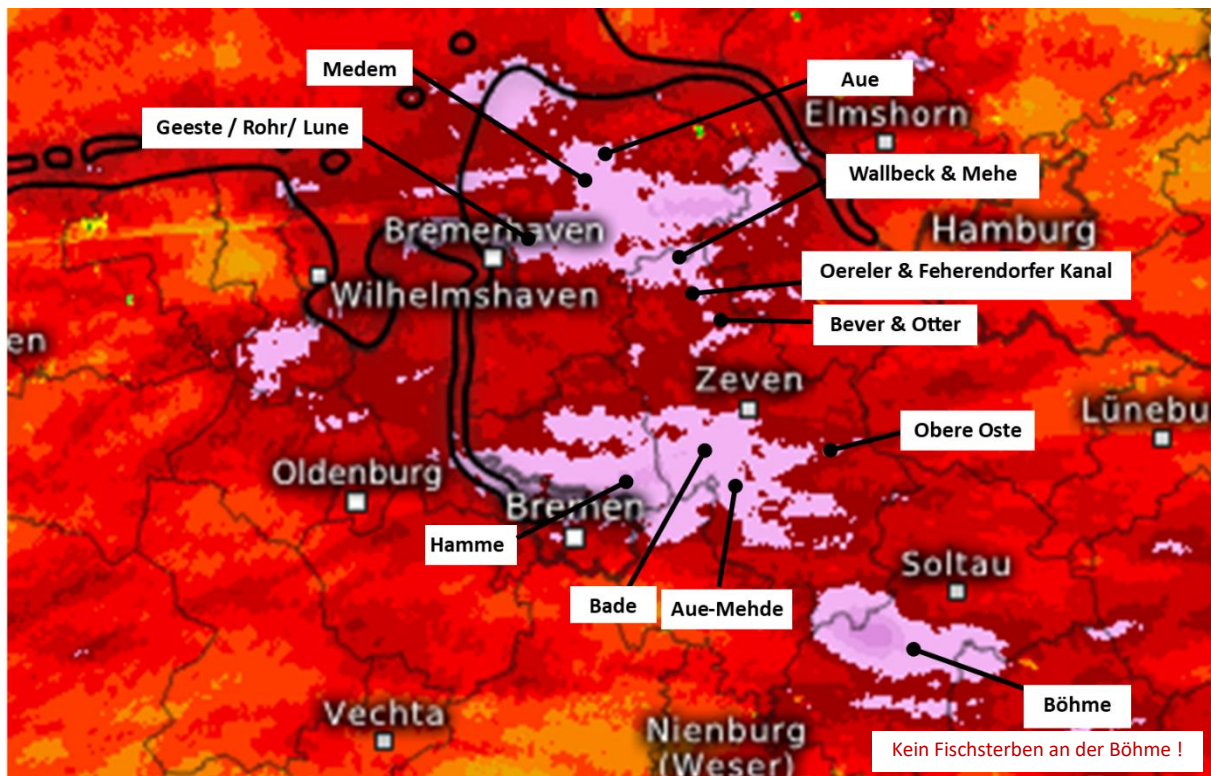 Medem
Aue
Elmshorn
Geeste / Rohr/ Lune
Wallbeck & Mehe
Bremerhaven
Hamburg
Oereler & Feherendorfer Kanal
Wilhelmshaven
Bever & Otter
en
Zeven
Lünebu
Obere Oste
Oldenburg
Bremen
Hamme
Soltau
Bade
Aue-Mehde
Böhme
Vechta
Nienburg
(Weser)
Kein Fischsterben an der Böhme !